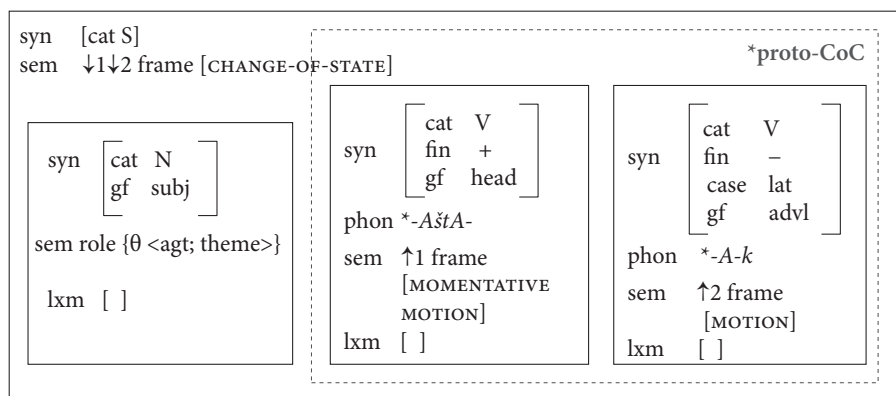 syn [cat S]
sem ↓1↓2 frame [CHANGE-OF-STATE]
*proto-CoC
syn
cat N
gf subj
sem role {θ <agt; theme>}
lxm [ ]
syn
cat V
fin +
gf head
phon *-AštA-
sem ↑1 frame
[MOMENTATIVE
MOTION]
lxm [ ]
syn
cat V
fin –
case lat
gf advl
phon *-A-k
sem ↑2 frame
[MOTION]
lxm [ ]